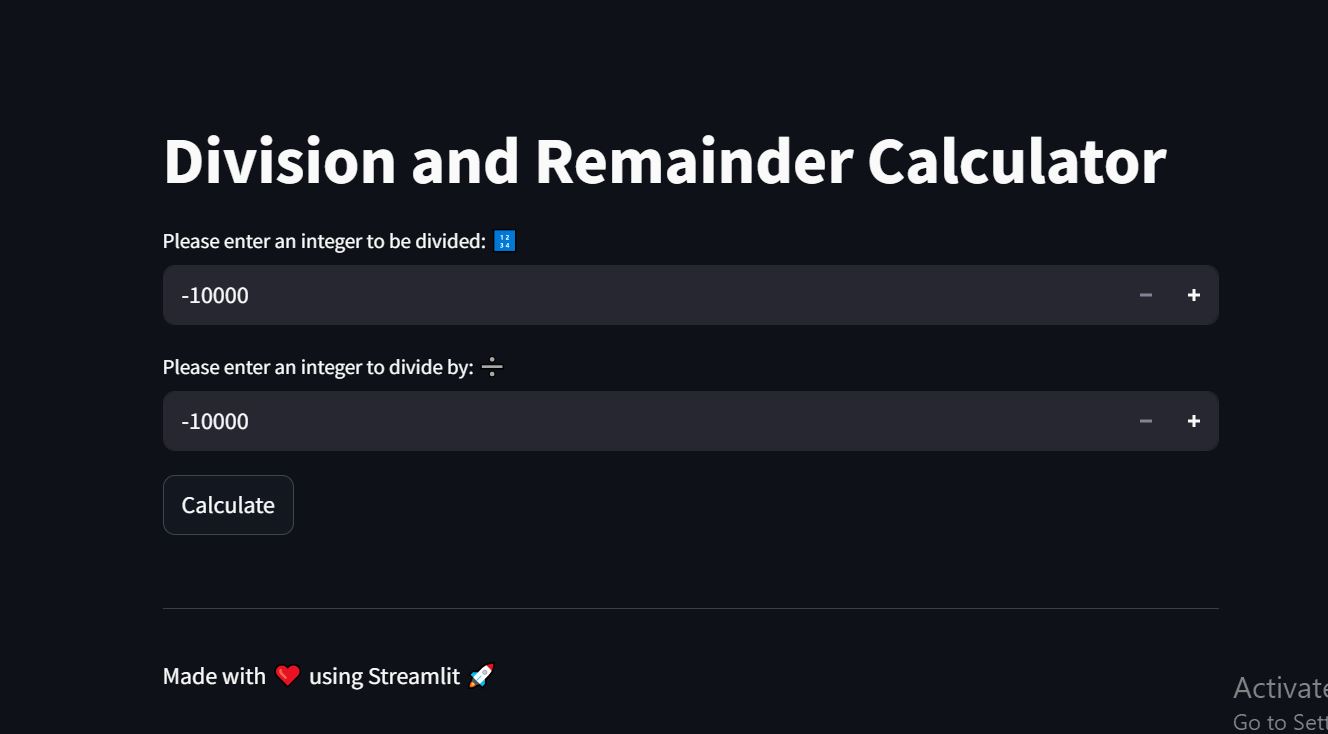 Division and Remainder Calculator
Please enter an integer to be divided: 🔢
-10000
Please enter an integer to divide by: ➗
-10000
Calculate
Made with ❤️ using Streamlit 🚀
Activate
Go to Sett